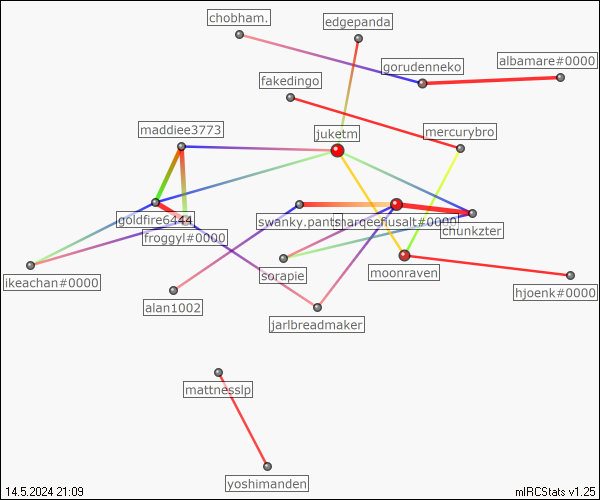 chobham.
edgepanda
gorudenneko
albamare#0000
fakedingo
maddiee3773
juketm
mercurybro
goldfire6444
swanky.pants
sharqeefiusalt#0000
chunkzter
froggyl#0000
ikeachan#0000
sorapie
moonraven
alan1002
hjoenk#0000
jarlbreadmaker
mattnesslp
yoshimanden
14.5.2024 21:09
mIRCStats v1.25